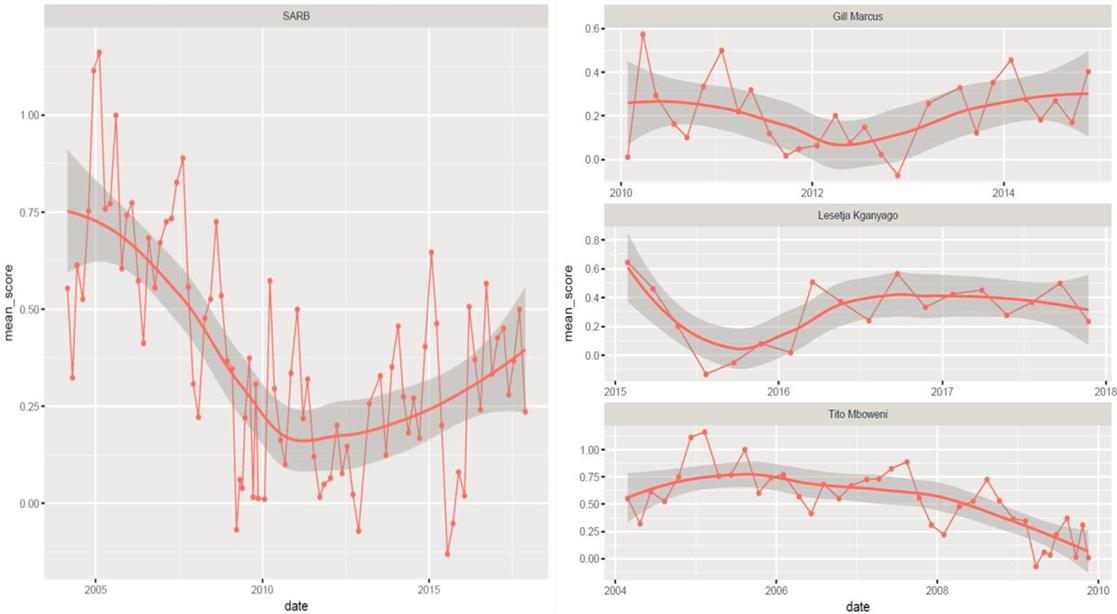 SARB
mean_score
1.00
0.75
0.50
0.25
0.00
2005 2010 2015
date
Gill Marcus
0.6
0.4
0.2
0.0
2010 2012 2014
Lesetja Kganyago
mean_score
0.8
0.6
0.4
0.2
0.0
2015 2016 2017 2018
Tito Mboweni
1.00
0.75
0.50
0.25
0.00
2004 2006 2008 2010
date